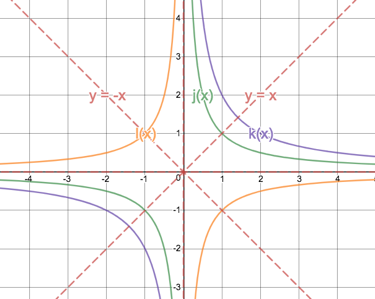 4
3
y = -x
j(x)
y = x
2
l(x)
1
k(x)
-4 -3 -2 -1 0 1 2 3 4
-1
-2
-3